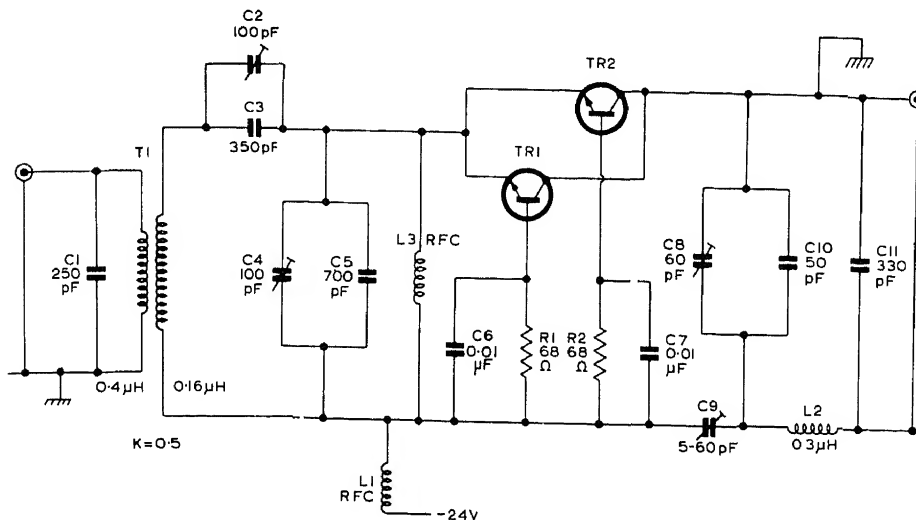 C2
100pF
C3
350pF
T1
C1
250
pF
0·4µH
0·16µH
K=0·5
C4
100
pF
C5
700
pF
L3 RFC
L1
RFC
-24V
TR1
TR2
C6
0·01
µF
R1
68
Ω
R2
68
Ω
C7
0·01
µF
C8
60
pF
C10
50
pF
C11
330
pF
C9
5-60pF
L2
0·3µH